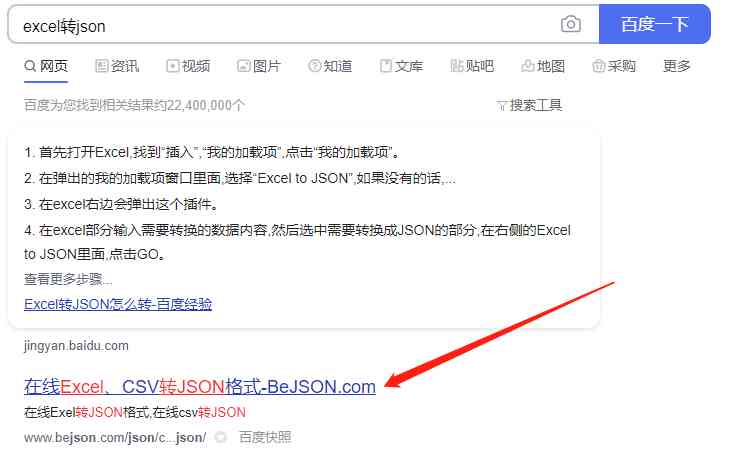 excel转json
百度一下
网页 资讯 视频 图片 知道 文库 贴吧 地图 采购 更多
百度为您找到相关结果约22,400,000个 搜索工具
1. 首先打开Excel,找到“插入”,“我的加载项”,点击“我的加载项”。
2. 在弹出的我的加载项窗口里面,选择“Excel to JSON”,如果没有的话,...
3. 在excel右边会弹出这个插件。
4. 在excel部分输入需要转换的数据内容,然后选中需要转换成JSON的部分,在右侧的Excel
to JSON里面,点击GO。
查看更多步骤...
Excel转JSON怎么转-百度经验
jingyan.baidu.com
在线Excel、CSV转JSON格式-BeJSON.com
在线Exel转JSON格式,在线csv转JSON
www.bejson.com/json/c...json/ 百度快照